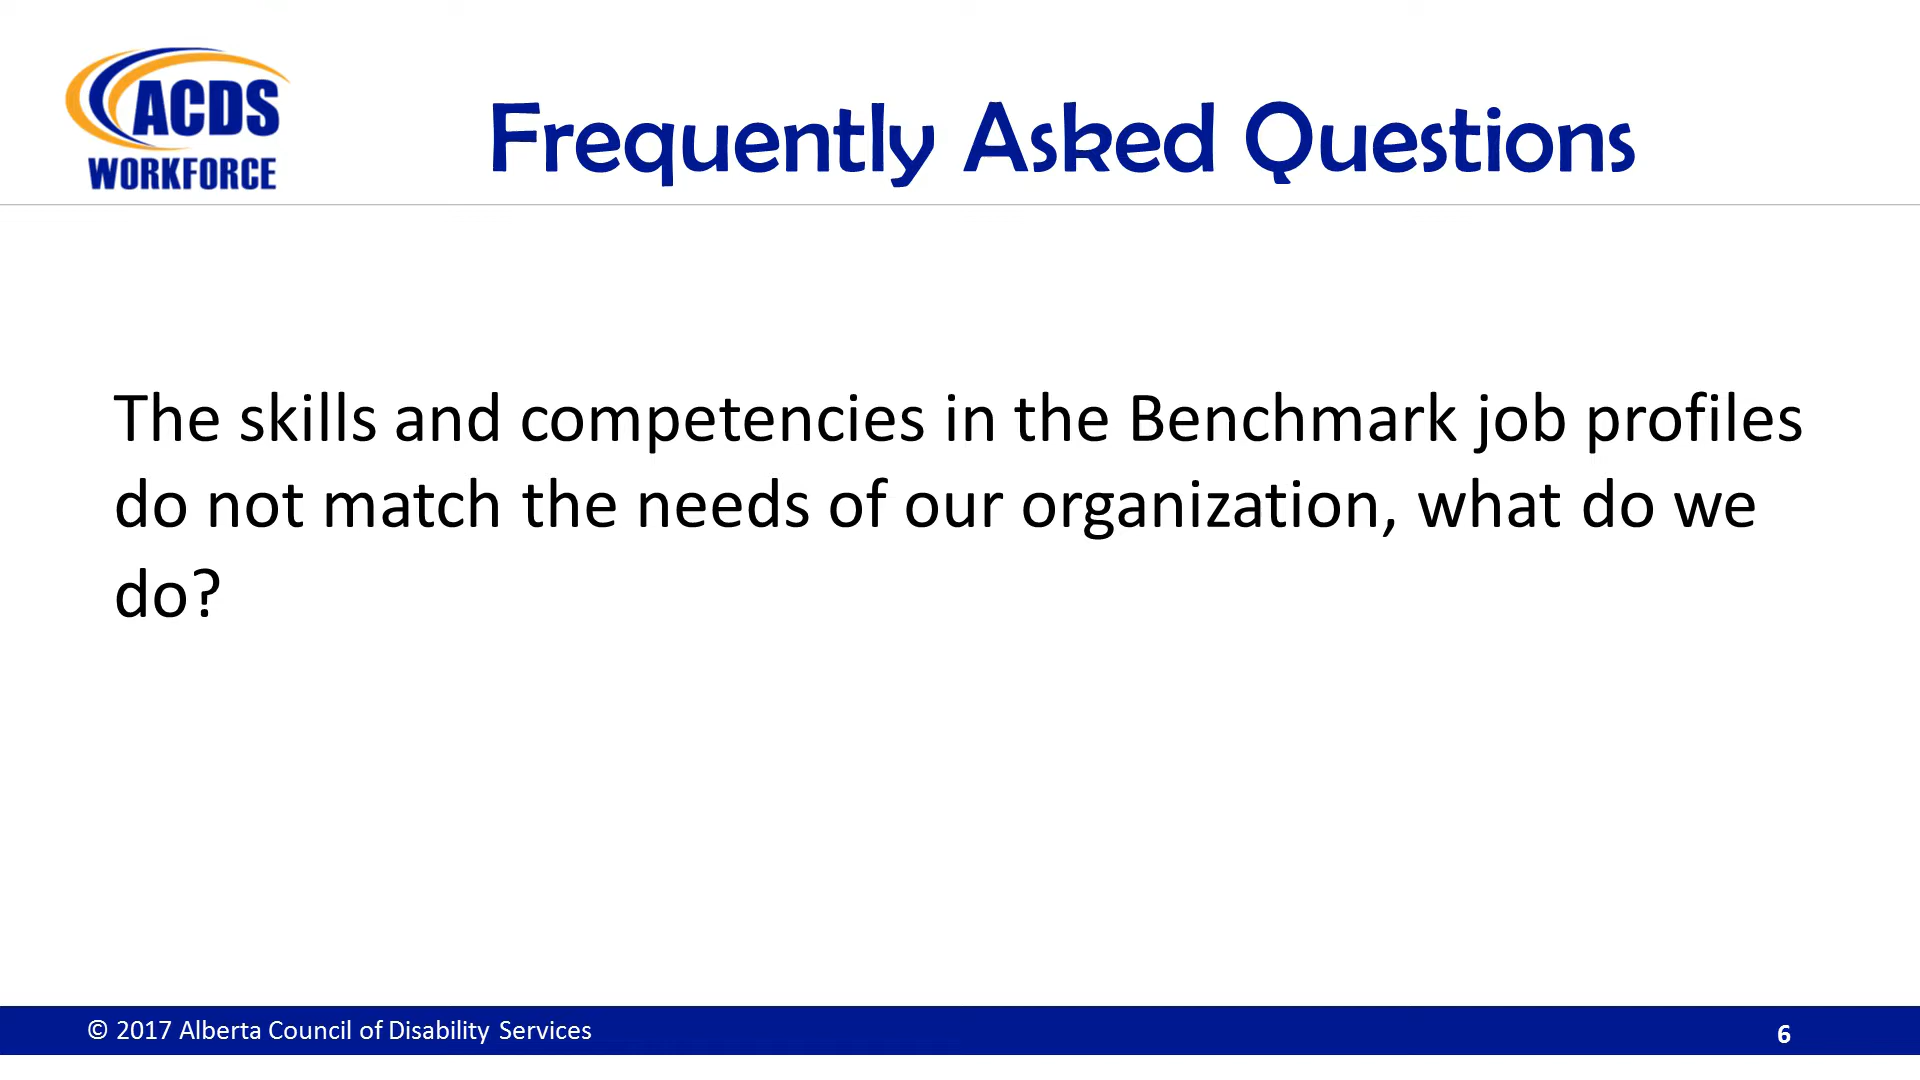 ACDS
WORKFORCE
Frequently Asked Questions
The skills and competencies in the Benchmark job profiles
do not match the needs of our organization, what do we
do?
© 2017 Alberta Council of Disability Services
6